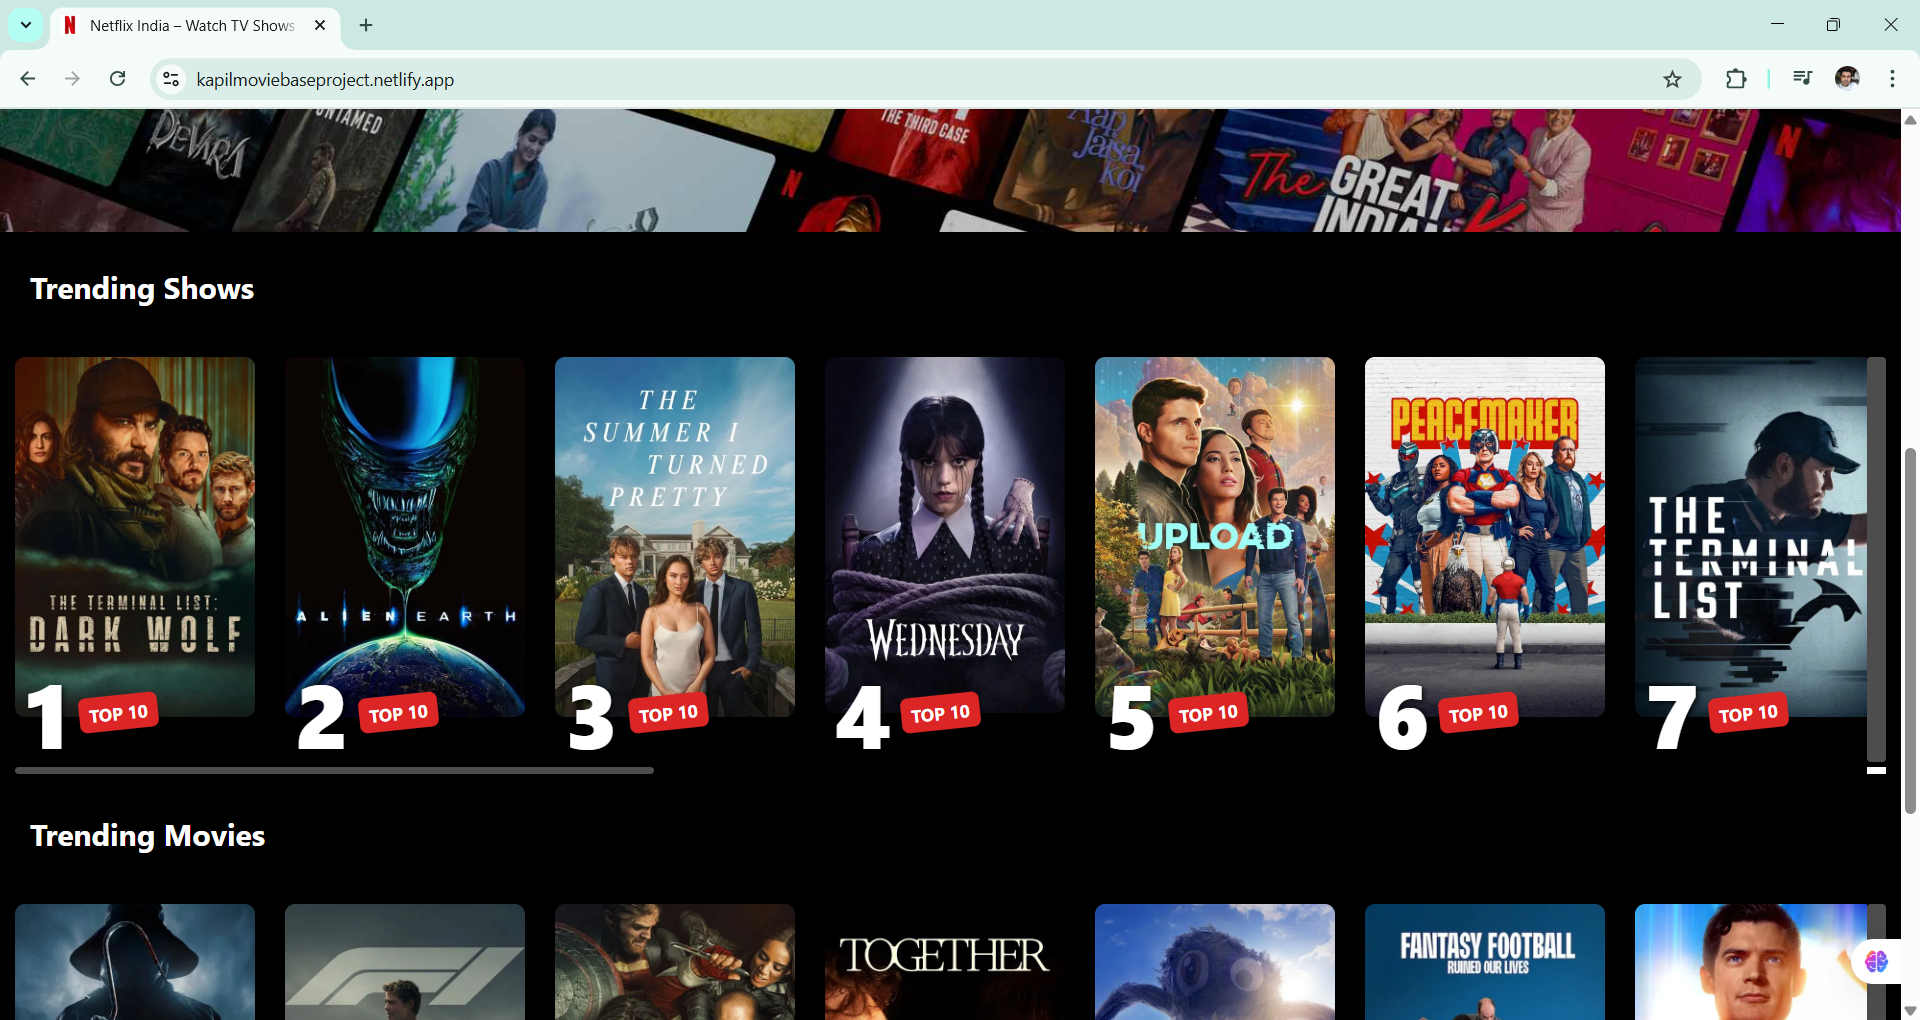 Netflix India – Watch TV Shows
kapilmoviebaseproject.netlify.app
DEVARA
UNTAMED
THE THIRD CASE
Aap
Jaisa
Koi
The GREAT
INDIAN
Trending Shows
THE TERMINAL LIST:
DARK WOLF
1 TOP 10
ALIEN EARTH
2 TOP 10
THE
SUMMER I
TURNED
PRETTY
3 TOP 10
WEDNESDAY
4 TOP 10
UPLOAD
5 TOP 10
PEACEMAKER
6 TOP 10
THE
TERMINAL
LIST
7 TOP 10
Trending Movies
TOGETHER
FANTASY FOOTBALL
RUINED OUR LIVES